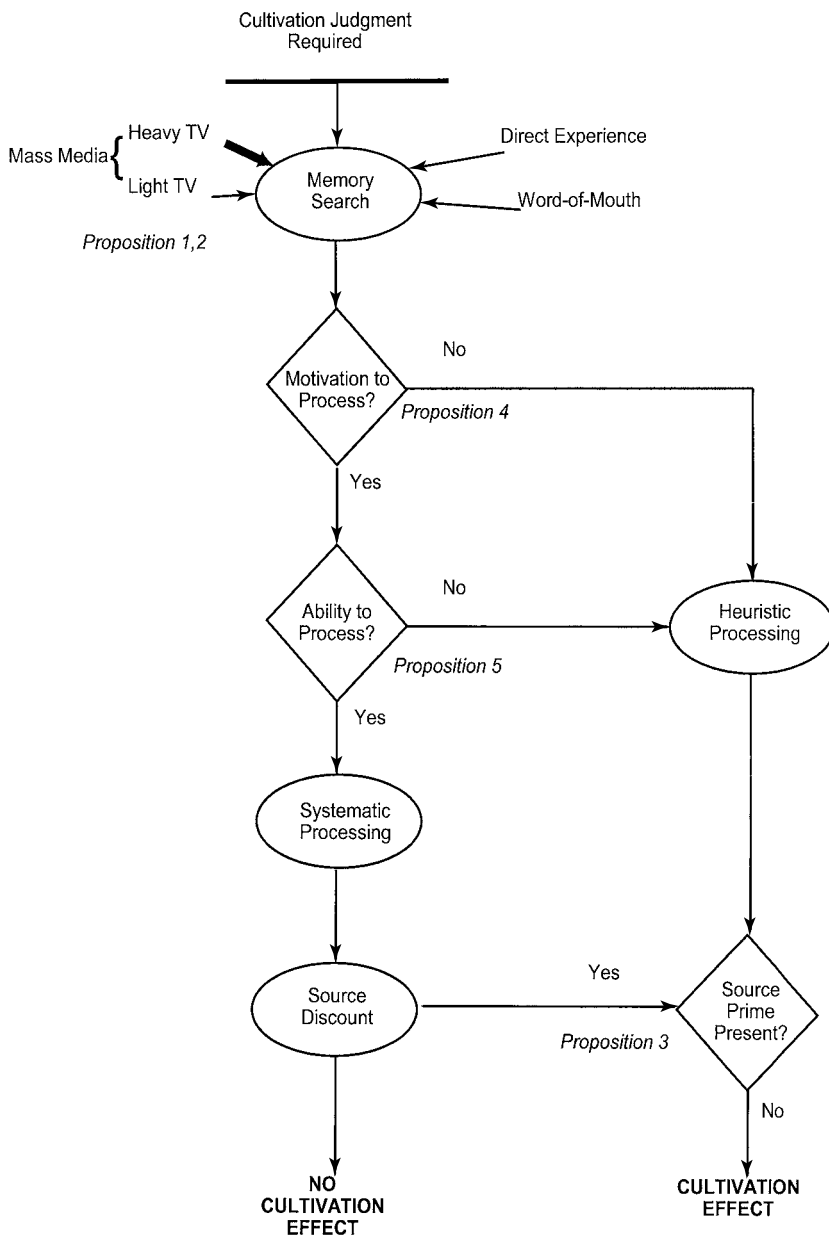 Cultivation Judgment
Required
Heavy TV
Mass Media {
Light TV
Direct Experience
Memory
Search
Word-of-Mouth
Proposition 1,2
No
Motivation to
Process?
Proposition 4
Yes
No
Ability to
Process?
Heuristic
Processing
Proposition 5
Yes
Systematic
Processing
Yes
Source
Discount
Source
Prime
Present?
Proposition 3
No
NO
CULTIVATION
EFFECT
CULTIVATION
EFFECT